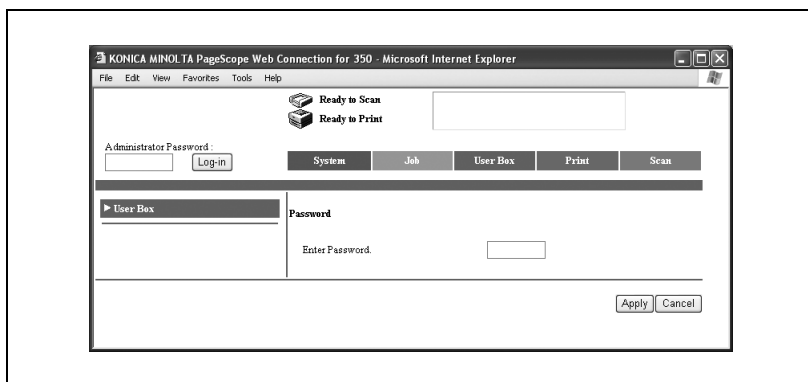 KONICA MINOLTA PageScope Web Connection for 350 - Microsoft Internet Explorer
File Edit View Favorites Tools Help
Ready to Scan
Ready to Print
Administrator Password :
Log-in
System Job User Box Print Scan
User Box
Password
Enter Password.
Apply Cancel